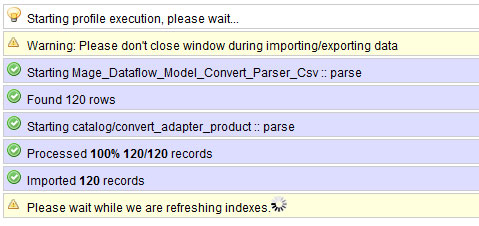 Starting profile execution, please wait...
Warning: Please don't close window during importing/exporting data
Starting Mage_Dataflow_Model_Convert_Parser_Csv :: parse
Found 120 rows
Starting catalog/convert_adapter_product :: parse
Processed 100% 120/120 records
Imported 120 records
Please wait while we are refreshing indexes.